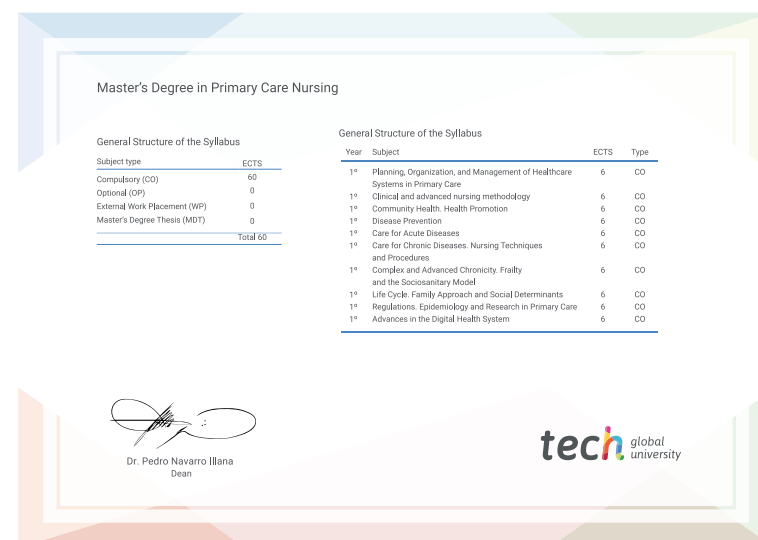 Master's Degree in Primary Care Nursing
General Structure of the Syllabus
Subject type ECTS
Compulsory (CO) 60
Optional (OP) 0
External Work Placement (WP) 0
Master's Degree Thesis (MDT) 0
Total 60
General Structure of the Syllabus
Year Subject ECTS Type
1º Planning, Organization, and Management of Healthcare 6 CO
Systems in Primary Care
1º Clinical and advanced nursing methodology 6 CO
1º Community Health. Health Promotion 6 CO
1º Disease Prevention 6 CO
1º Care for Acute Diseases 6 CO
1º Care for Chronic Diseases. Nursing Techniques 6 CO
and Procedures
1º Complex and Advanced Chronicity. Frailty 6 CO
and the Sociosanitary Model
1º Life Cycle. Family Approach and Social Determinants 6 CO
1º Regulations. Epidemiology and Research in Primary Care 6 CO
1º Advances in the Digital Health System 6 CO
Dr. Pedro Navarro Illana
Dean
tech global
university